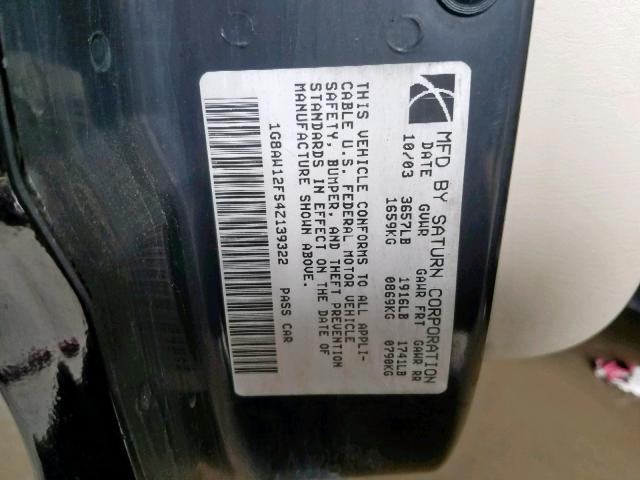 MFD BY SATURN CORPORATION
DATE GVWR GAWR FRT GAWR RR
10/03 3657LB 1916LB 1741LB
1659KG 0869KG 0790KG
THIS VEHICLE CONFORMS TO ALL APPLI-
CABLE U.S. FEDERAL MOTOR VEHICLE
SAFETY, BUMPER, AND THEFT PREVENTION
STANDARDS IN EFFECT ON THE DATE OF
MANUFACTURE SHOWN ABOVE.
1G8AW12F54Z139322 PASS CAR